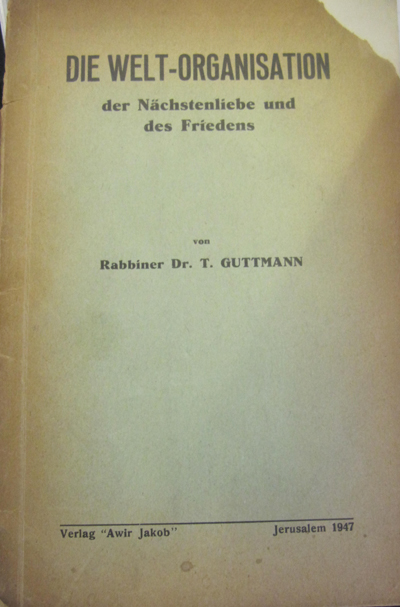 DIE WELT-ORGANISATION
der Nächstenliebe und
des Friedens
von
Rabbiner Dr. T. GUTTMANN
Verlag "Awir Jakob" Jerusalem 1947